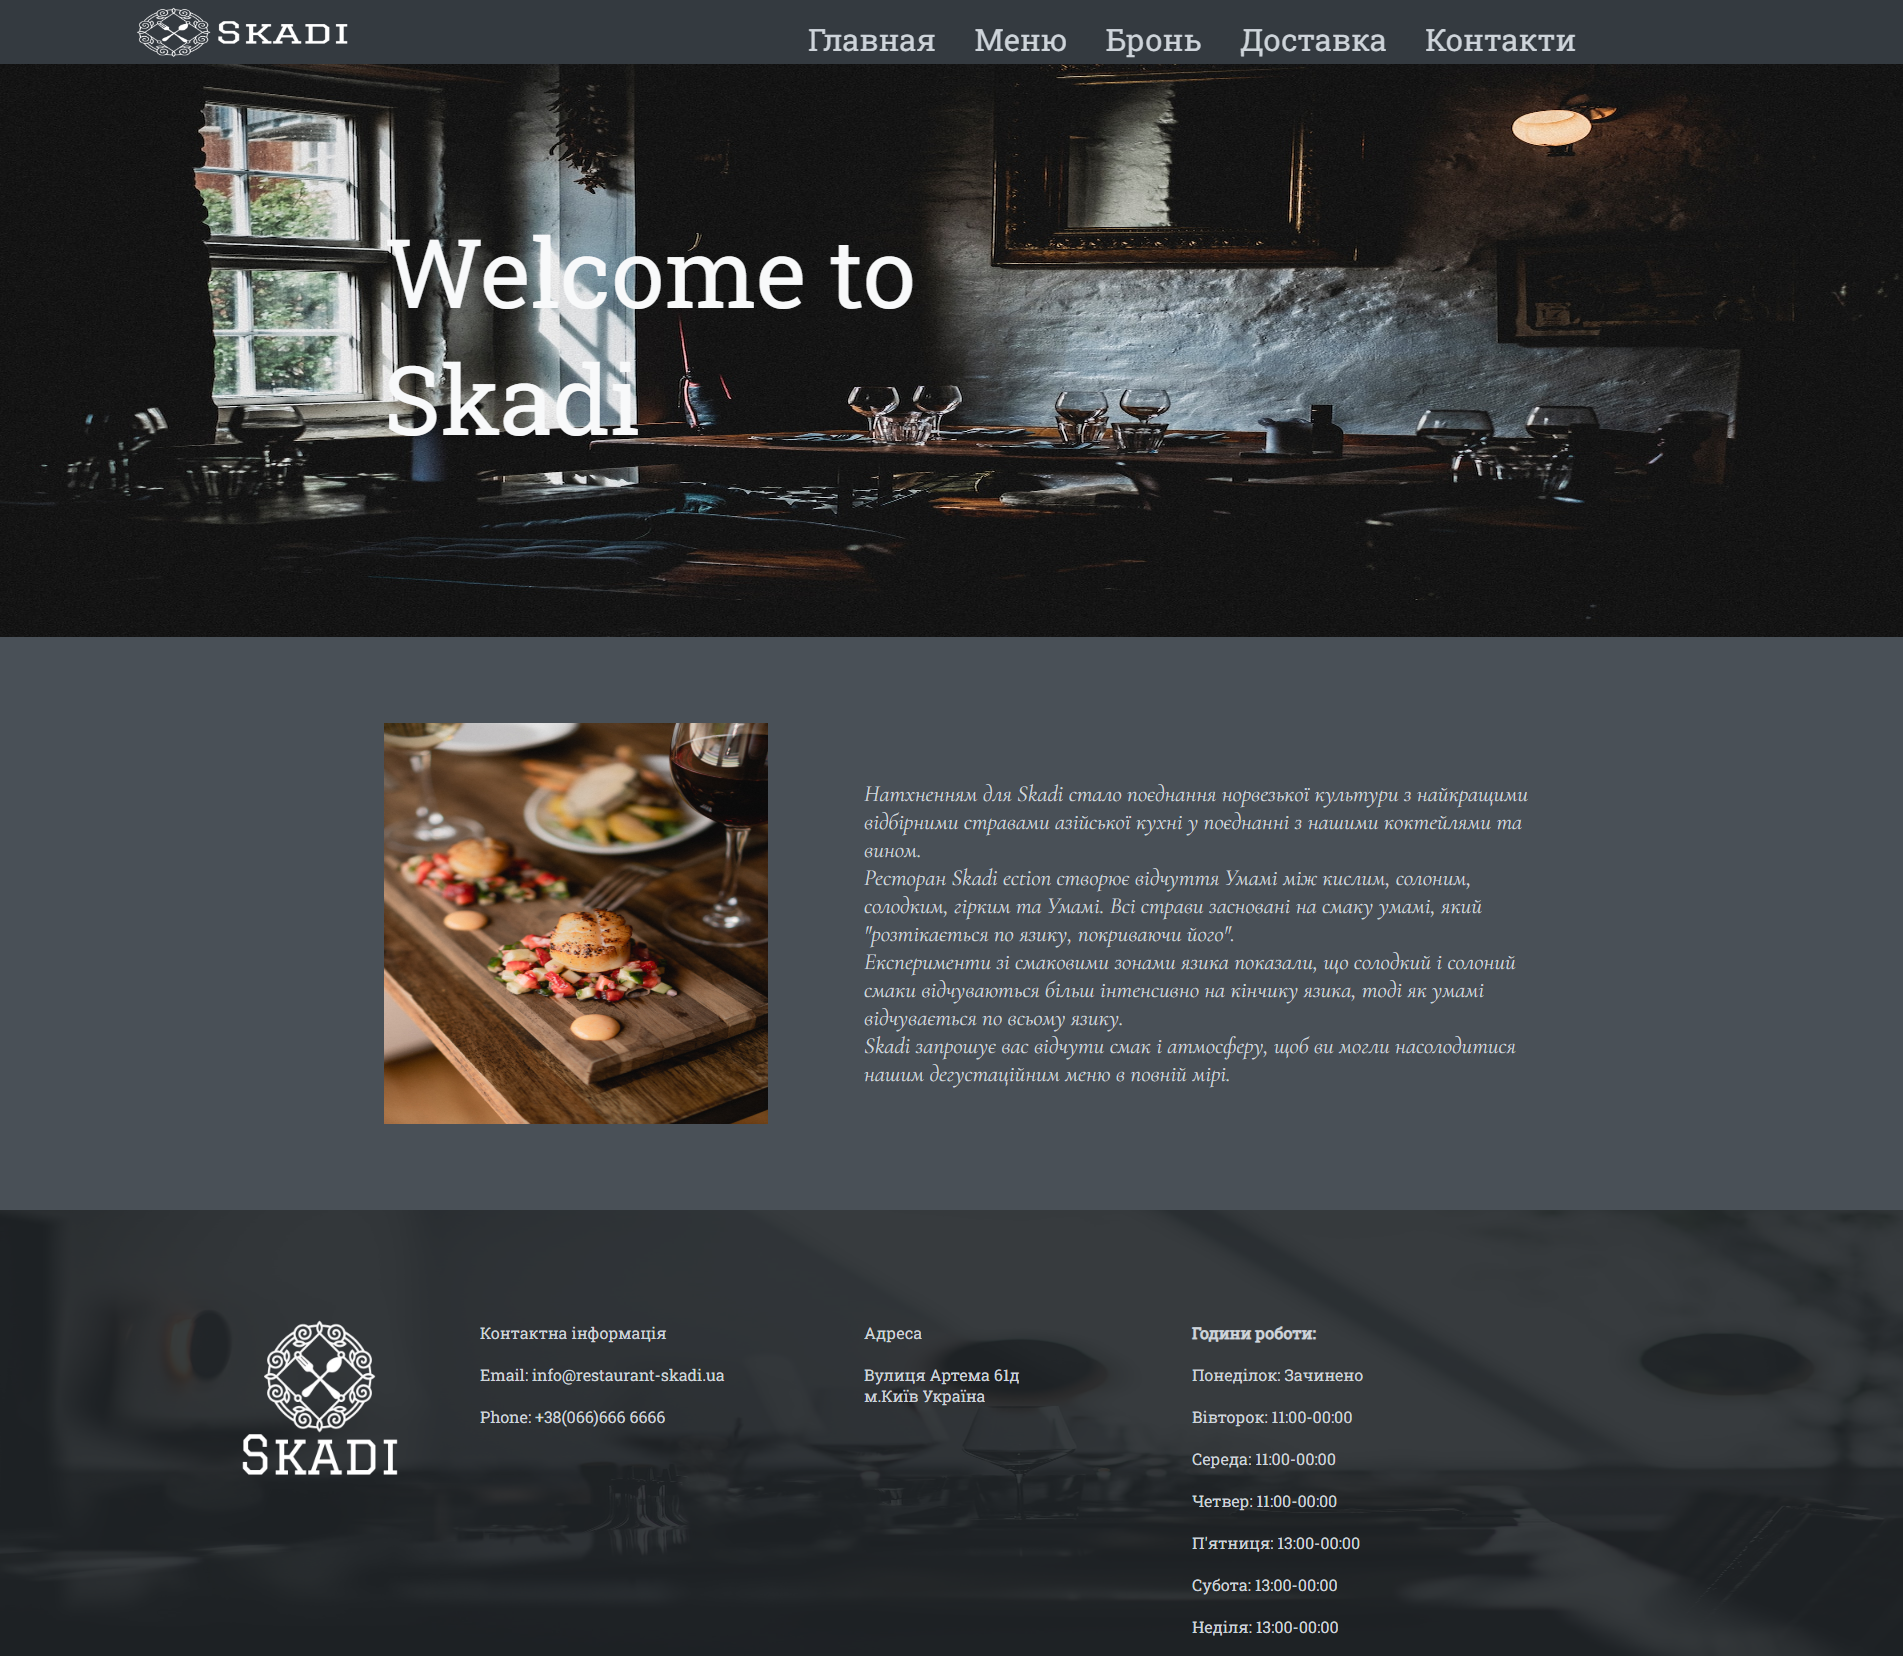 SKADI
Главная Меню Бронь Доставка Контакти
Welcome to
Skadi
Натхненням для Skadi стало поєднання норвезької культури з найкращими
відбірними стравами азійської кухні у поєднанні з нашими коктейлями та
вином.
Ресторан Skadi ection створює відчуття Умамі між кислим, солоним,
солодким, гірким та Умамі. Всі страви засновані на смаку умамі, який
"розтікається по язику, покриваючи його".
Експерименти зі смаковими зонами язика показали, що солодкий і солоний
смаки відчуваються більш інтенсивно на кінчику язика, тоді як умамі
відчувається по всьому язику.
Skadi запрошує вас відчути смак і атмосферу, щоб ви могли насолодитися
нашим дегустаційним меню в повній мірі.
SKADI
Контактна інформація
Email: info@restaurant-skadi.ua
Phone: +38(066)666 6666
Адреса
Вулиця Артема 61д
м.Київ Україна
Години роботи:
Понеділок: Зачинено
Вівторок: 11:00-00:00
Середа: 11:00-00:00
Четвер: 11:00-00:00
П'ятниця: 13:00-00:00
Субота: 13:00-00:00
Неділя: 13:00-00:00